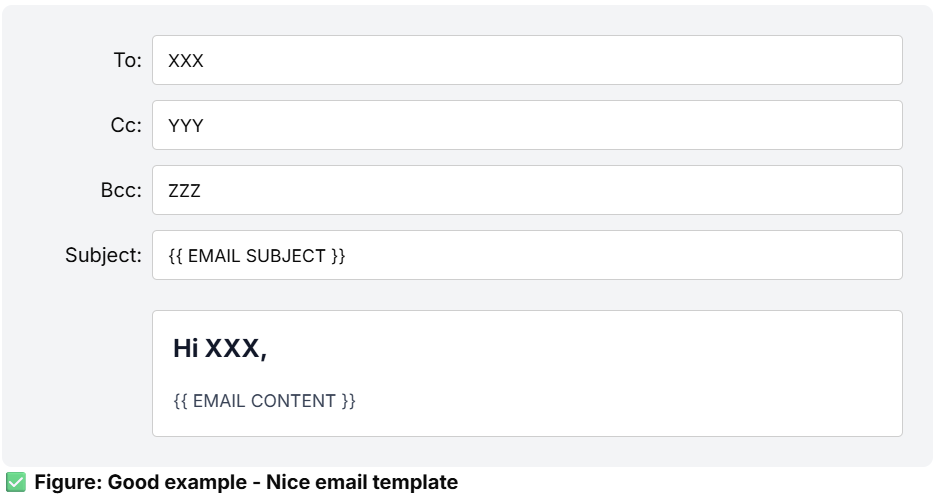 To: XXX
Cc: YYY
Bcc: ZZZ
Subject: {{ EMAIL SUBJECT }}
Hi XXX,
{{ EMAIL CONTENT }}
✅ Figure: Good example - Nice email template